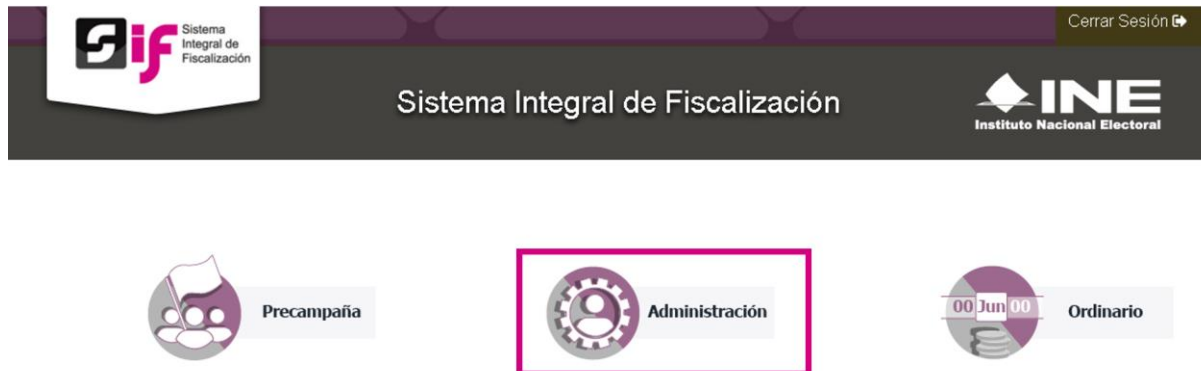 Cerrar Sesión
Sif
Sistema
Integral de
Fiscalización
Sistema Integral de Fiscalización
INE
Instituto Nacional Electoral
Precampaña
Administración
00 Jun 00
Ordinario